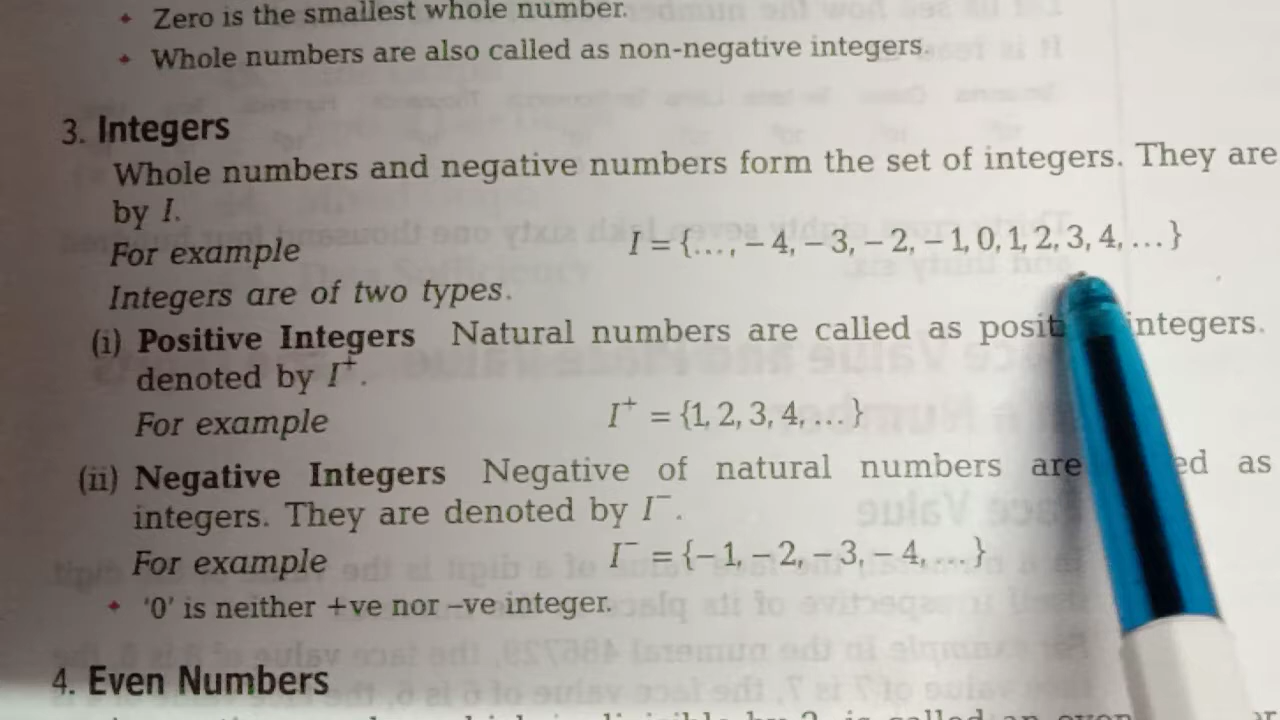 Zero is the smallest whole number.
Whole numbers are also called as non-negative integers.
3. Integers
Whole numbers and negative numbers form the set of integers. They are
by I.
For example I = {..., – 4, – 3, – 2, – 1, 0, 1, 2, 3, 4, ...}
Integers are of two types.
(i) Positive Integers Natural numbers are called as posit integers.
denoted by I⁺.
For example I⁺ = {1, 2, 3, 4, ...}
(ii) Negative Integers Negative of natural numbers are ed as
integers. They are denoted by I⁻.
For example I⁻ = {–1, – 2, – 3, – 4, ...}
'0' is neither +ve nor –ve integer.
4. Even Numbers